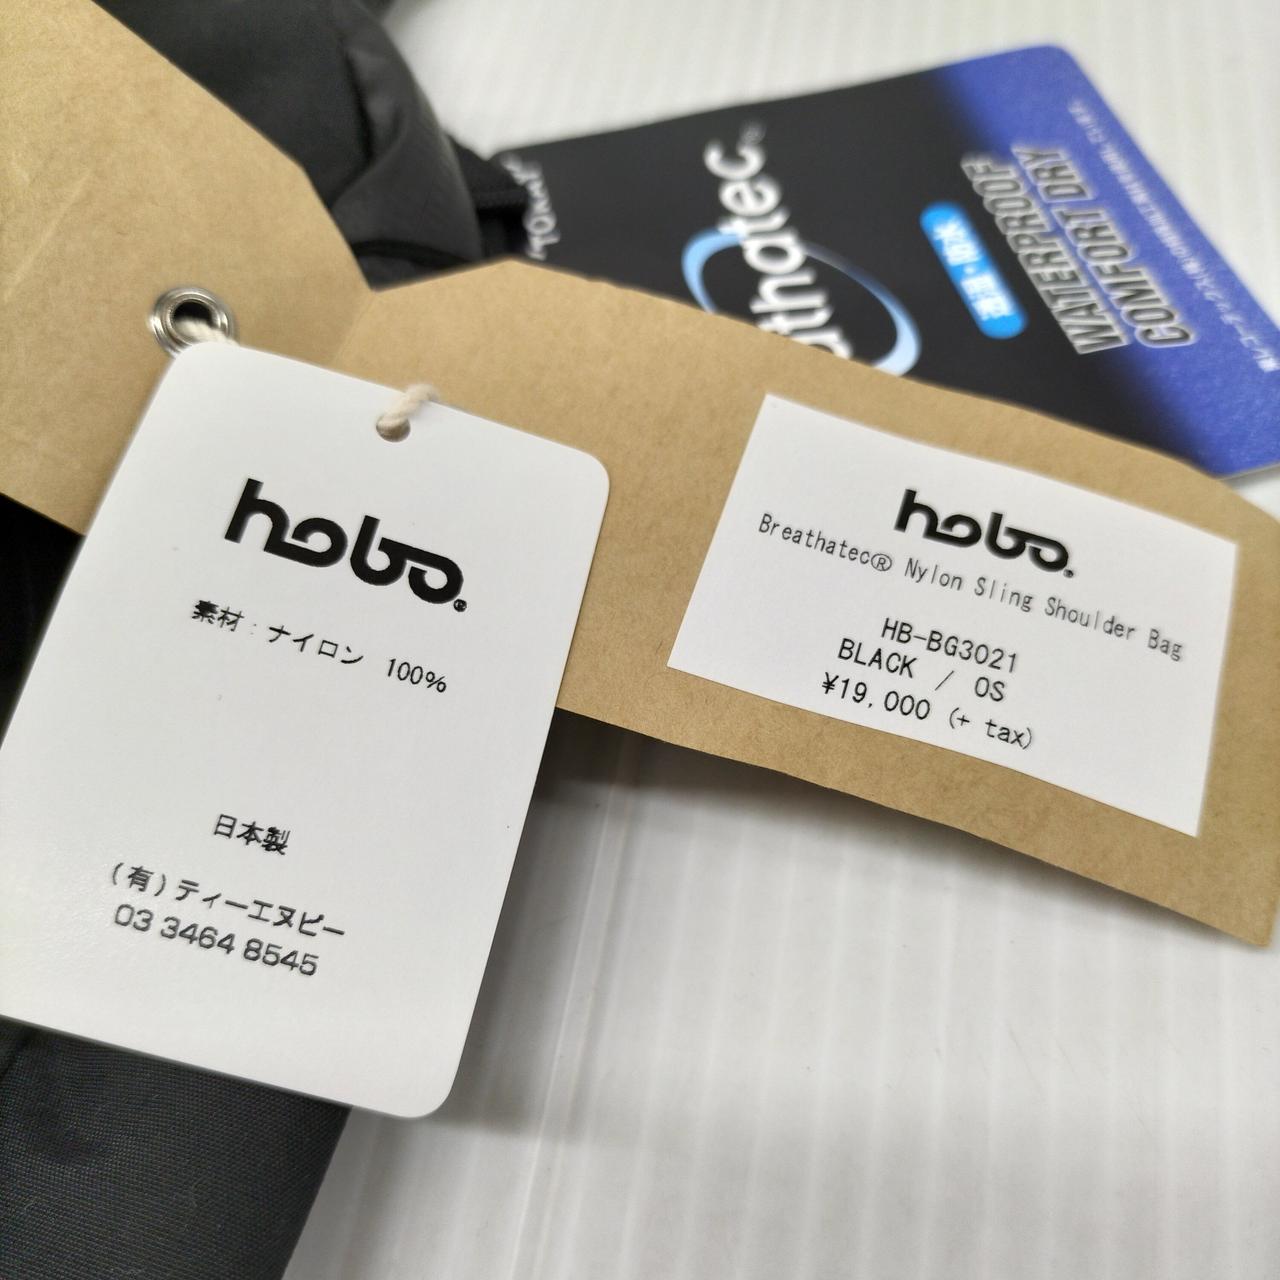 hobo®
素材：ナイロン 100%
日本製
(有)ティーエヌピー
03 3464 8545
hobo®
Breathatec® Nylon Sling Shoulder Bag
HB-BG3021
BLACK / OS
¥19,000 (+ tax)
WATERPROOF
COMFORT DRY